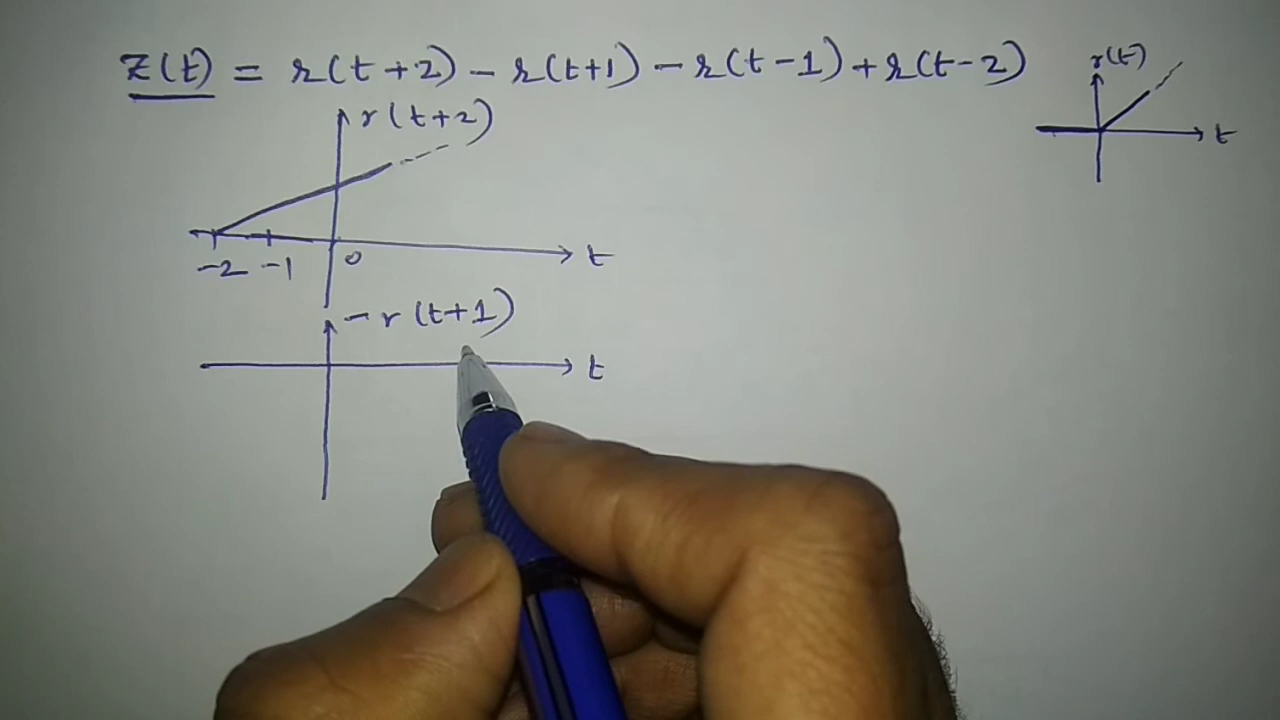 z(t) = r(t+2) - r(t+1) - r(t-1) + r(t-2)
r(t)
t
r(t+2)
-2 -1 0 t
-r(t+1)
t